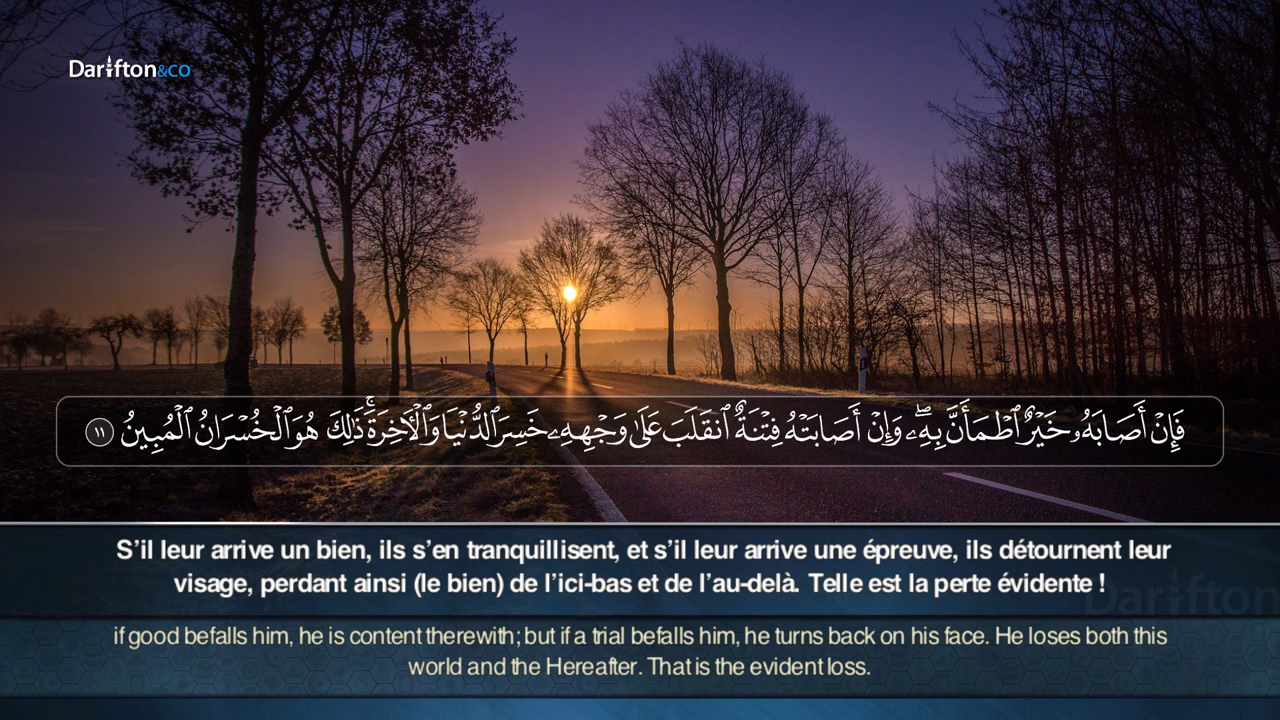 Darifton&co
فَإِنْ أَصَابَهُۥ خَيْرٌ ٱطْمَأَنَّ بِهِۦ ۖ وَإِنْ أَصَابَتْهُ فِتْنَةٌ ٱنقَلَبَ عَلَىٰ وَجْهِهِۦ خَسِرَ ٱلدُّنْيَا وَٱلْـَٔاخِرَةَ ۚ ذَٰلِكَ هُوَ ٱلْخُسْرَانُ ٱلْمُبِينُ ١١
S’il leur arrive un bien, ils s’en tranquillisent, et s’il leur arrive une épreuve, ils détournent leur
visage, perdant ainsi (le bien) de l’ici-bas et de l’au-delà. Telle est la perte évidente !
Darifton
if good befalls him, he is content therewith; but if a trial befalls him, he turns back on his face. He loses both this
world and the Hereafter. That is the evident loss.